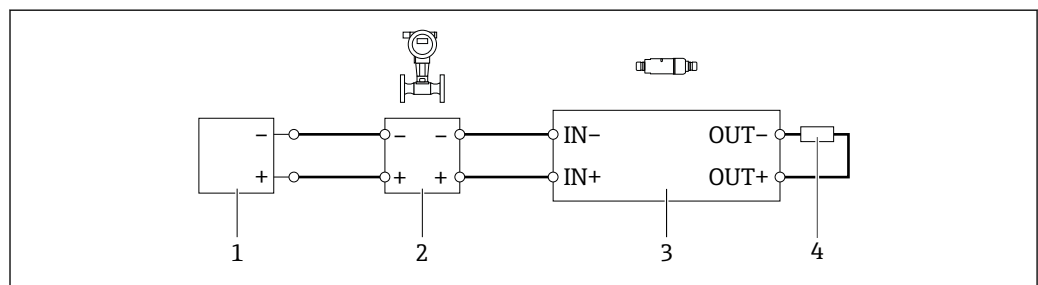 − − − IN− OUT−
+ + + IN+ OUT+
1 2 3 4